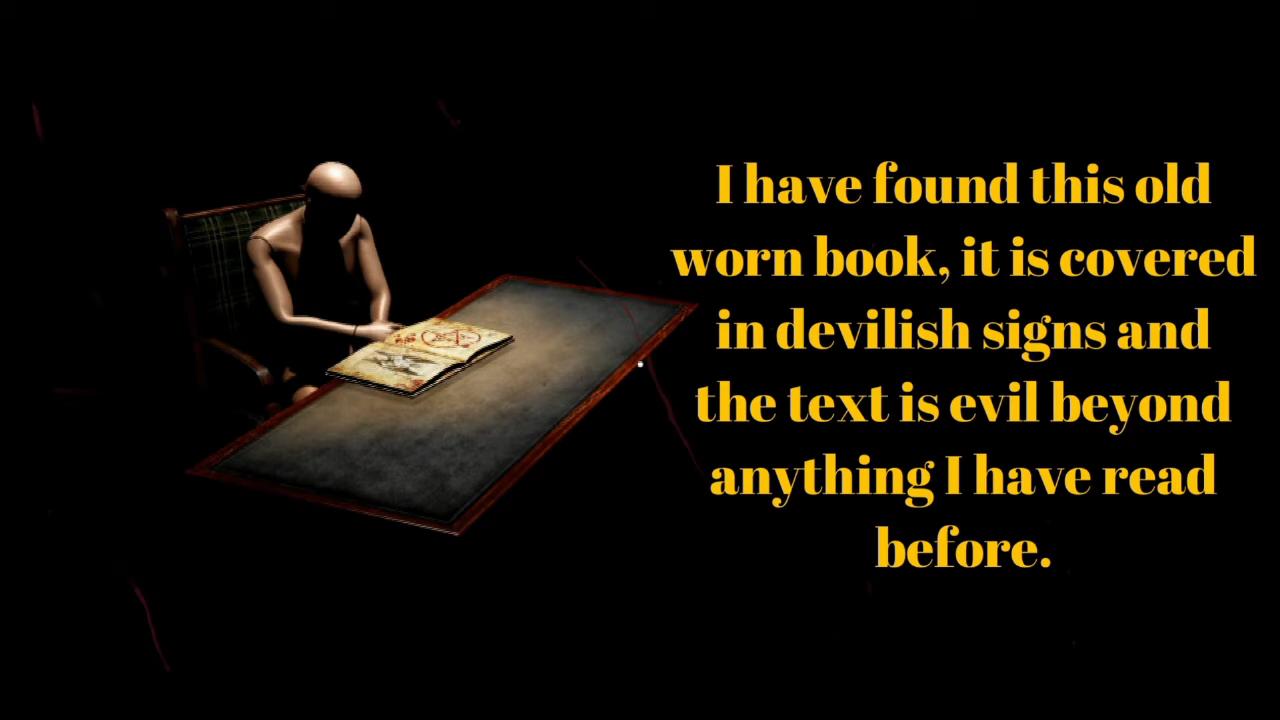 I have found this old
worn book, it is covered
in devilish signs and
the text is evil beyond
anything I have read
before.